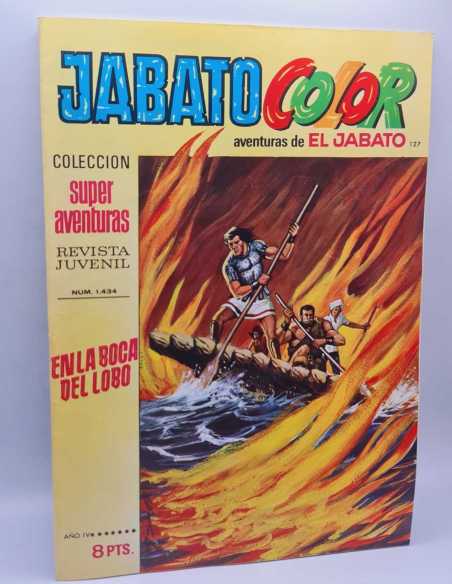 JABATO COLOR
aventuras de EL JABATO 127
COLECCION
super
aventuras
REVISTA
JUVENIL
NUM. 1.434
EN LA BOCA
DEL LOBO
AÑO IV
8 PTS.